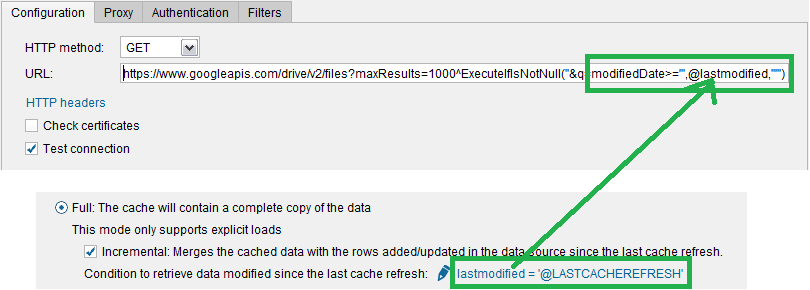 Configuration Proxy Authentication Filters
HTTP method: GET
URL: https://www.googleapis.com/drive/v2/files?maxResults=1000^ExecuteIfIsNotNull("&q=modifiedDate>='",@lastmodified,"'")
HTTP headers
Check certificates
Test connection
Full: The cache will contain a complete copy of the data
This mode only supports explicit loads
Incremental: Merges the cached data with the rows added/updated in the data source since the last cache refresh.
Condition to retrieve data modified since the last cache refresh: lastmodified = '@LASTCACHEREFRESH'